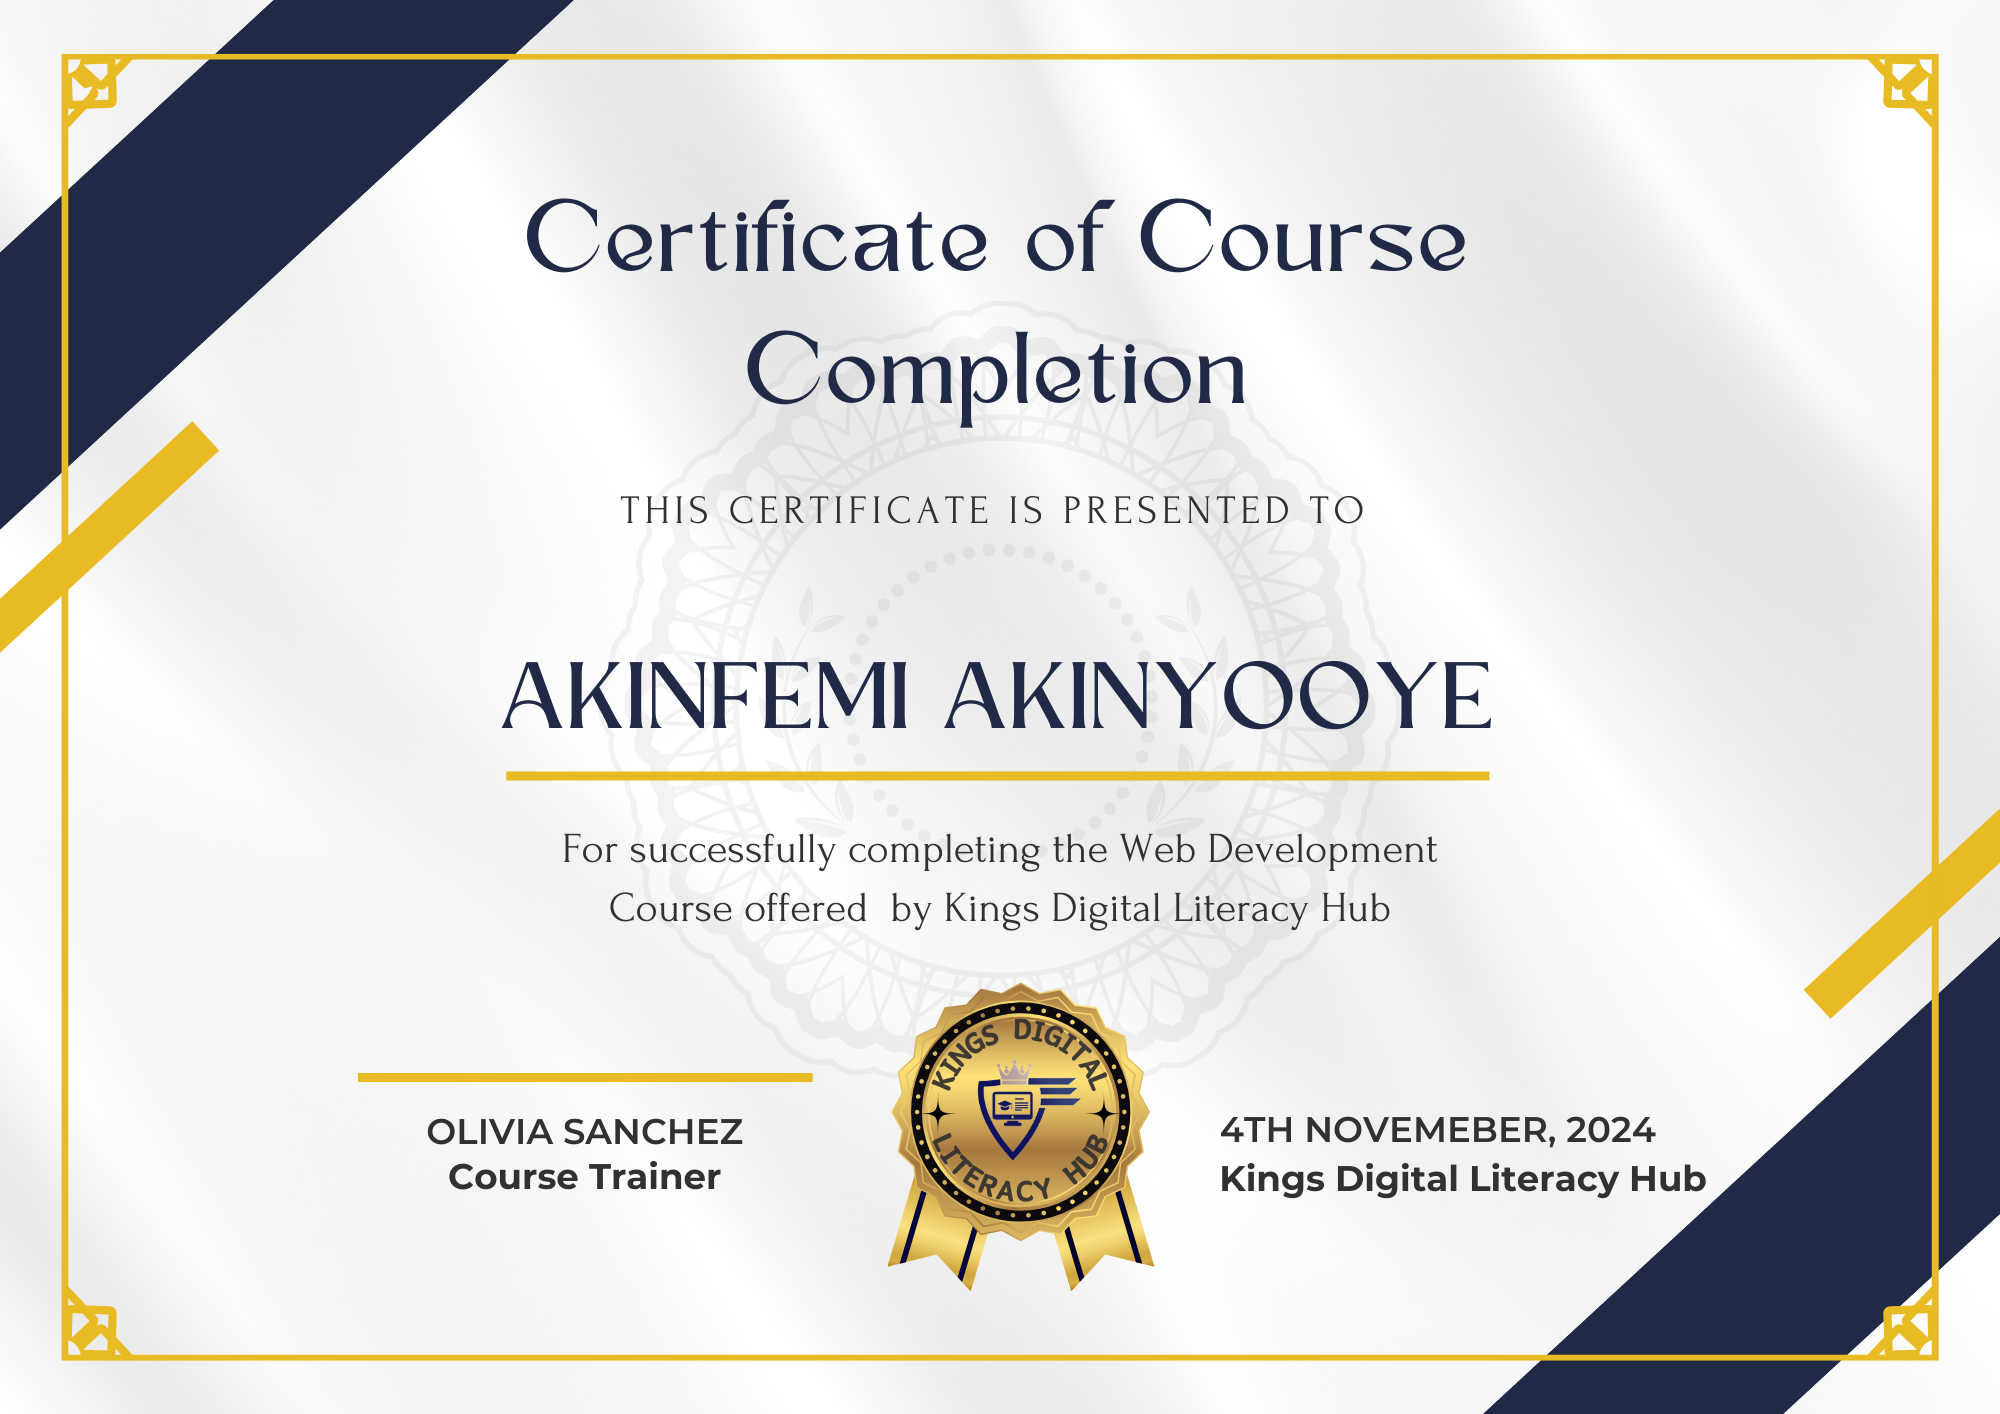 Certificate of Course
Completion
THIS CERTIFICATE IS PRESENTED TO
AKINFEMI AKINYOOYE
For successfully completing the Web Development
Course offered  by Kings Digital Literacy Hub
KINGS DIGITAL
LITERACY HUB
OLIVIA SANCHEZ
Course Trainer
4TH NOVEMEBER, 2024
Kings Digital Literacy Hub